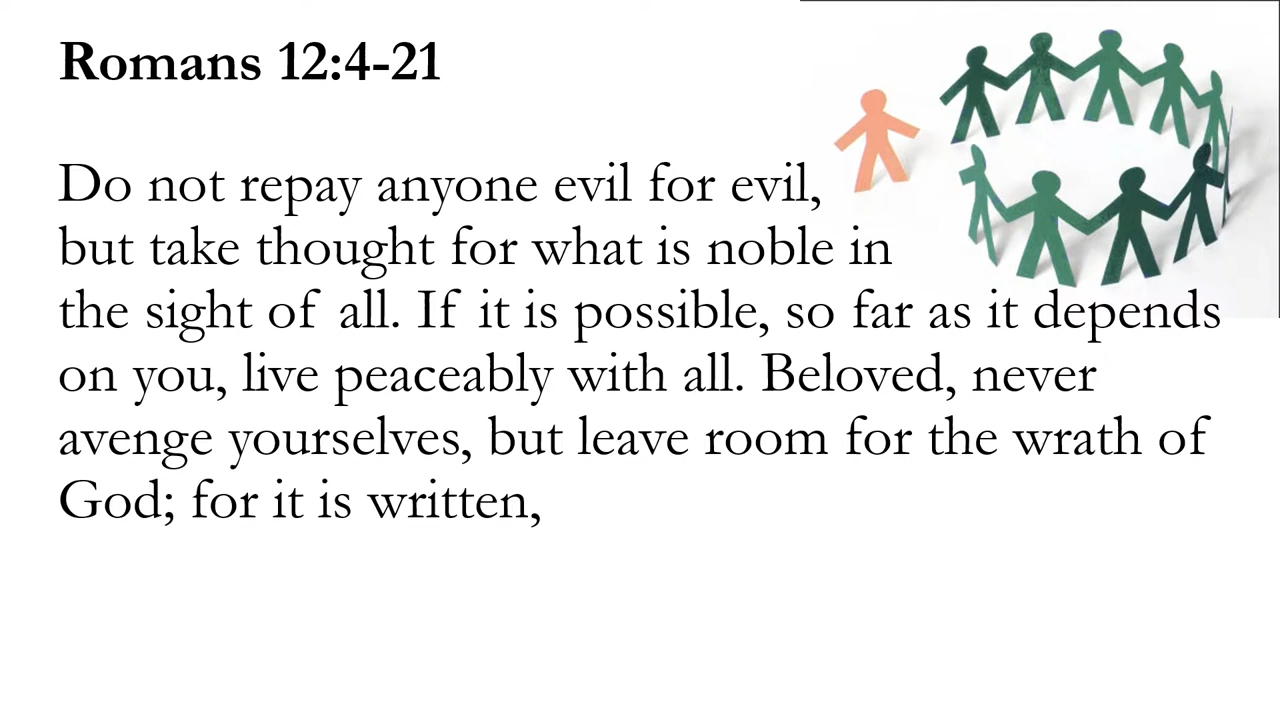 Romans 12:4-21
Do not repay anyone evil for evil,
but take thought for what is noble in
the sight of all. If it is possible, so far as it depends
on you, live peaceably with all. Beloved, never
avenge yourselves, but leave room for the wrath of
God; for it is written,